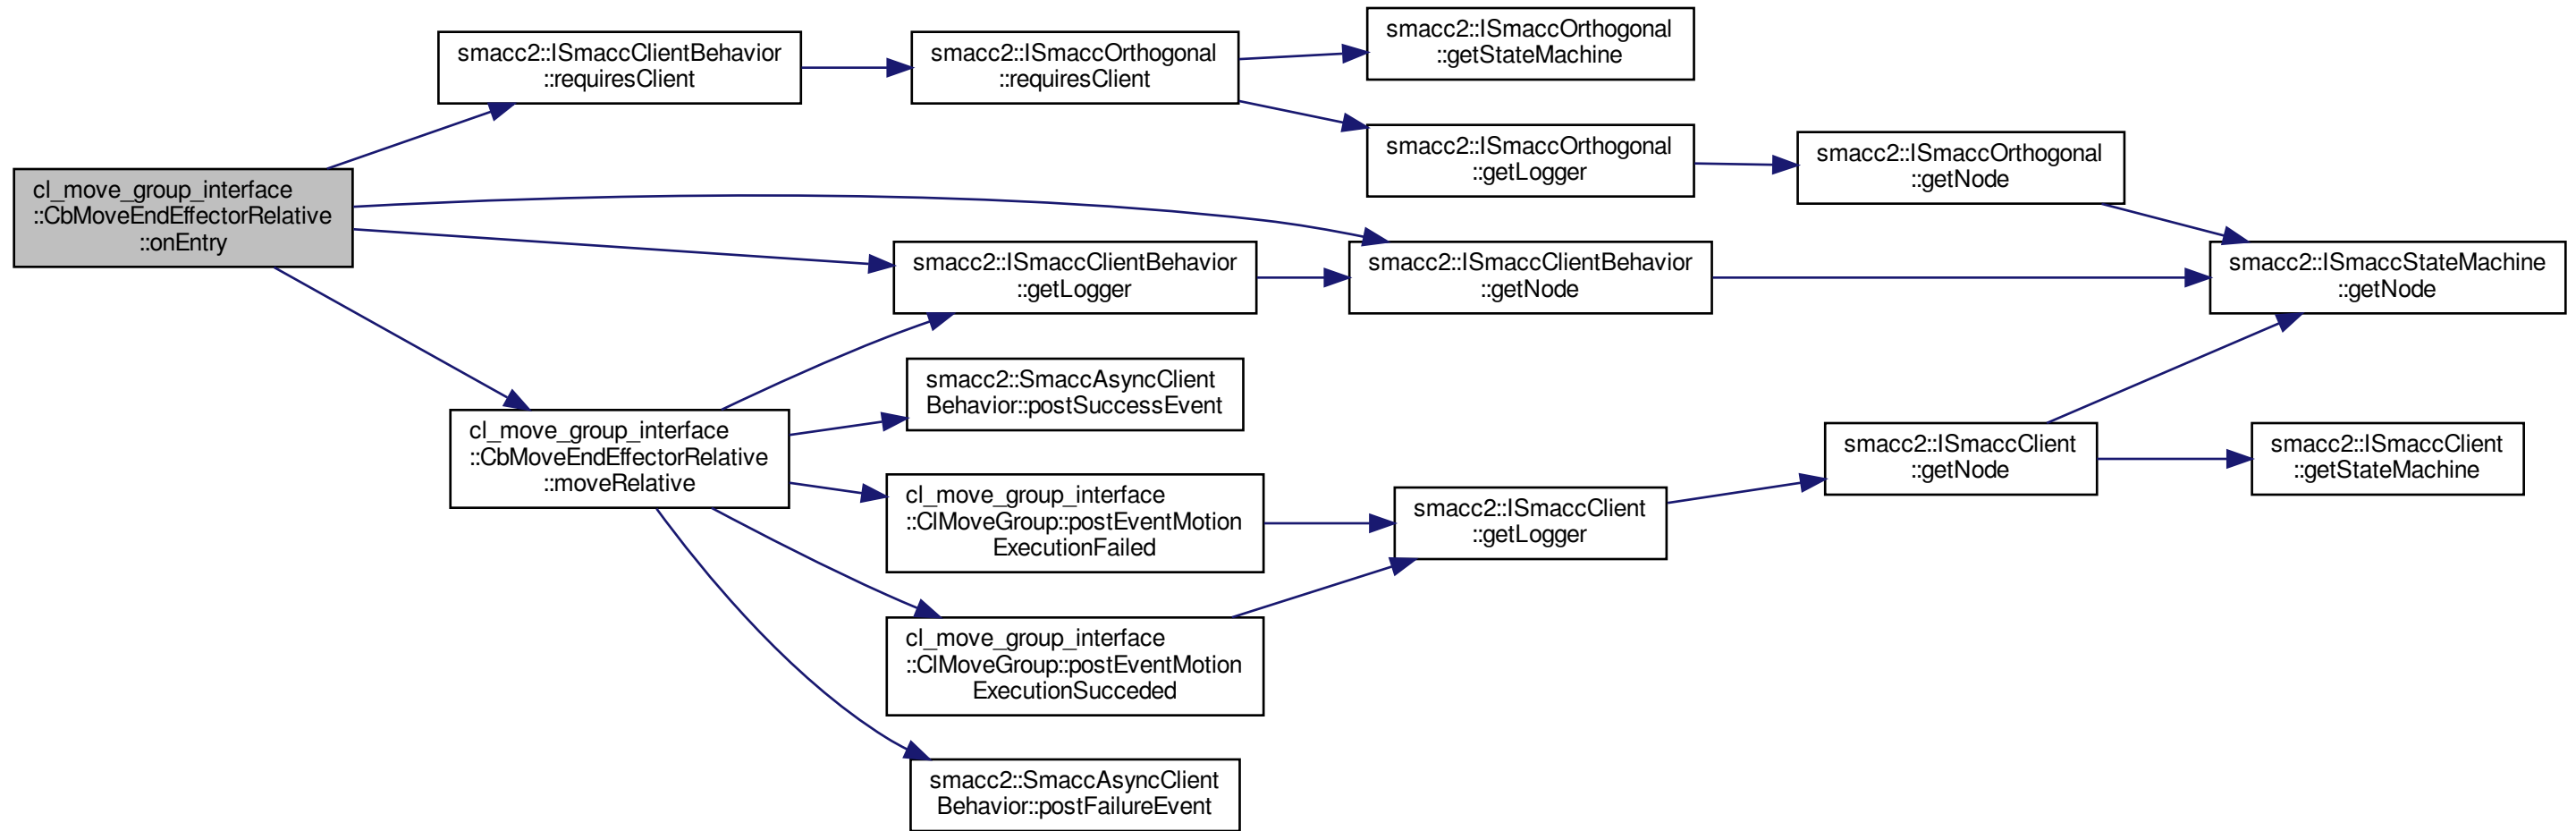 cl_move_group_interface
::CbMoveEndEffectorRelative
::onEntry
smacc2::ISmaccClientBehavior
::requiresClient
smacc2::ISmaccOrthogonal
::requiresClient
smacc2::ISmaccOrthogonal
::getStateMachine
smacc2::ISmaccOrthogonal
::getLogger
smacc2::ISmaccOrthogonal
::getNode
smacc2::ISmaccClientBehavior
::getLogger
smacc2::ISmaccClientBehavior
::getNode
smacc2::ISmaccStateMachine
::getNode
cl_move_group_interface
::CbMoveEndEffectorRelative
::moveRelative
smacc2::SmaccAsyncClient
Behavior::postSuccessEvent
cl_move_group_interface
::ClMoveGroup::postEventMotion
ExecutionFailed
smacc2::ISmaccClient
::getLogger
smacc2::ISmaccClient
::getNode
smacc2::ISmaccClient
::getStateMachine
cl_move_group_interface
::ClMoveGroup::postEventMotion
ExecutionSucceded
smacc2::SmaccAsyncClient
Behavior::postFailureEvent